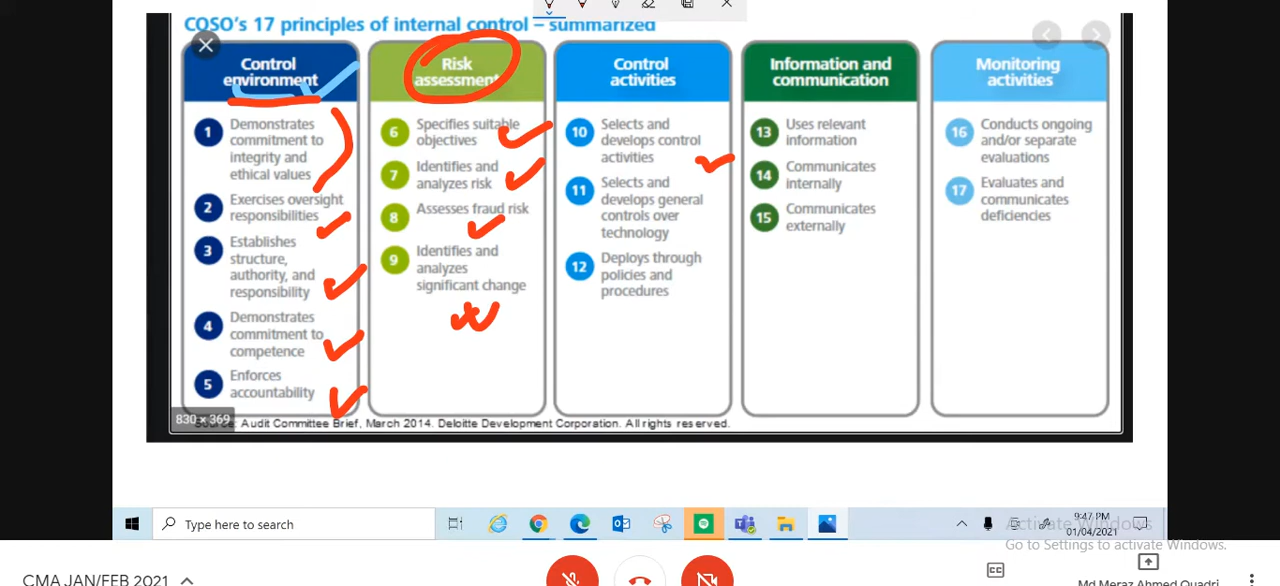 COSO's 17 principles of internal control – summarized
Control
environment
1 Demonstrates
commitment to
integrity and
ethical values
2 Exercises oversight
responsibilities
3 Establishes
structure,
authority, and
responsibility
4 Demonstrates
commitment to
competence
5 Enforces
accountability
Risk
assessment
6 Specifies suitable
objectives
7 Identifies and
analyzes risk
8 Assesses fraud risk
9 Identifies and
analyzes
significant change
Control
activities
10 Selects and
develops control
activities
11 Selects and
develops general
controls over
technology
12 Deploys through
policies and
procedures
Information and
communication
13 Uses relevant
information
14 Communicates
internally
15 Communicates
externally
Monitoring
activities
16 Conducts ongoing
and/or separate
evaluations
17 Evaluates and
communicates
deficiencies
830 × 369
Source: Audit Committee Brief, March 2014. Deloitte Development Corporation. All rights reserved.
Type here to search
9:47 PM
01/04/2021
Activate Windows
Go to Settings to activate Windows.
CC
CMA JAN/FEB 2021
Md Meraz Ahmed Quadri